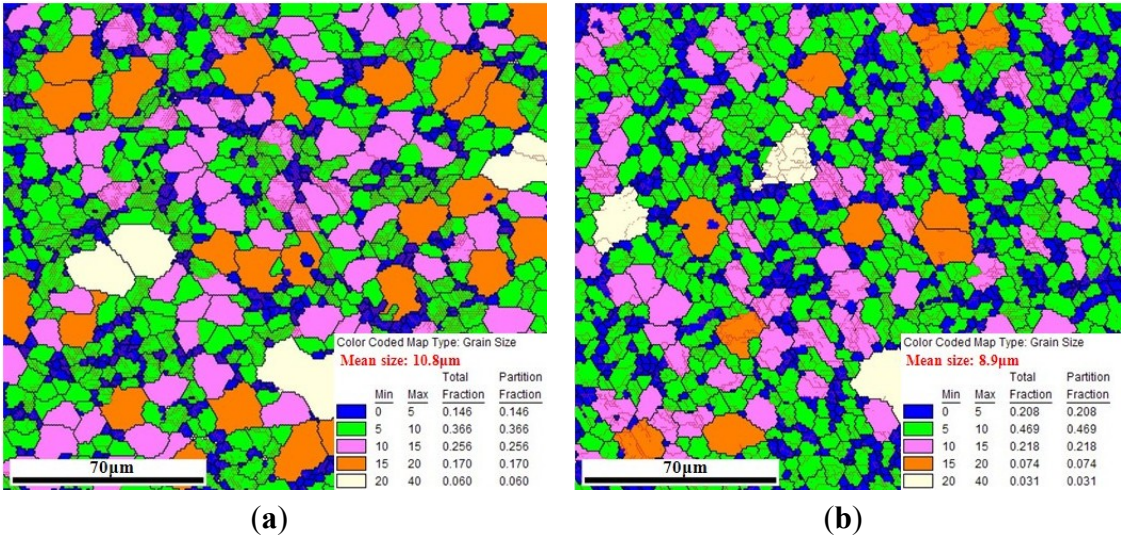 Color Coded Map Type: Grain Size
Mean size: 10.8μm
Total Partition
Min Max Fraction Fraction
0 5 0.146 0.146
5 10 0.366 0.366
10 15 0.256 0.256
15 20 0.170 0.170
20 40 0.060 0.060
70μm
(a)
Color Coded Map Type: Grain Size
Mean size: 8.9μm
Total Partition
Min Max Fraction Fraction
0 5 0.208 0.208
5 10 0.469 0.469
10 15 0.218 0.218
15 20 0.074 0.074
20 40 0.031 0.031
70μm
(b)